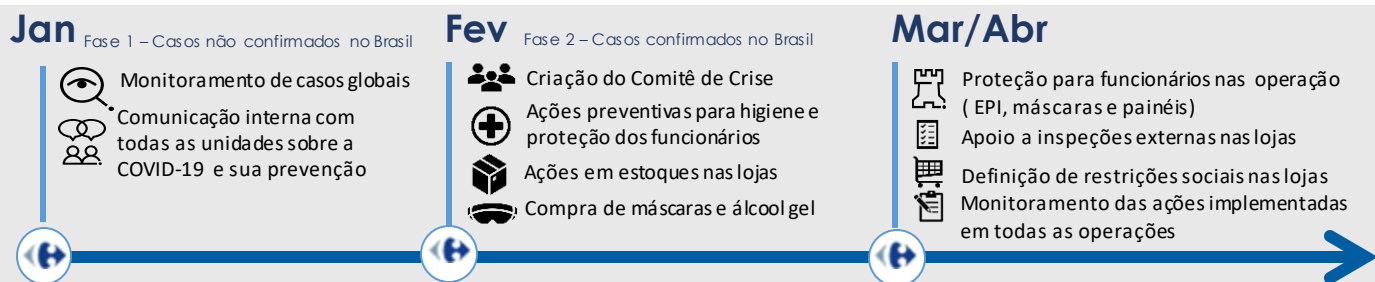 Jan Fase 1 – Casos não confirmados no Brasil
Monitoramento de casos globais
Comunicação interna com
todas as unidades sobre a
COVID-19 e sua prevenção
Fev Fase 2 – Casos confirmados no Brasil
Criação do Comitê de Crise
Ações preventivas para higiene e
proteção dos funcionários
Ações em estoques nas lojas
Compra de máscaras e álcool gel
Mar/Abr
Proteção para funcionários nas operação
( EPI, máscaras e painéis)
Apoio a inspeções externas nas lojas
Definição de restrições sociais nas lojas
Monitoramento das ações implementadas
em todas as operações